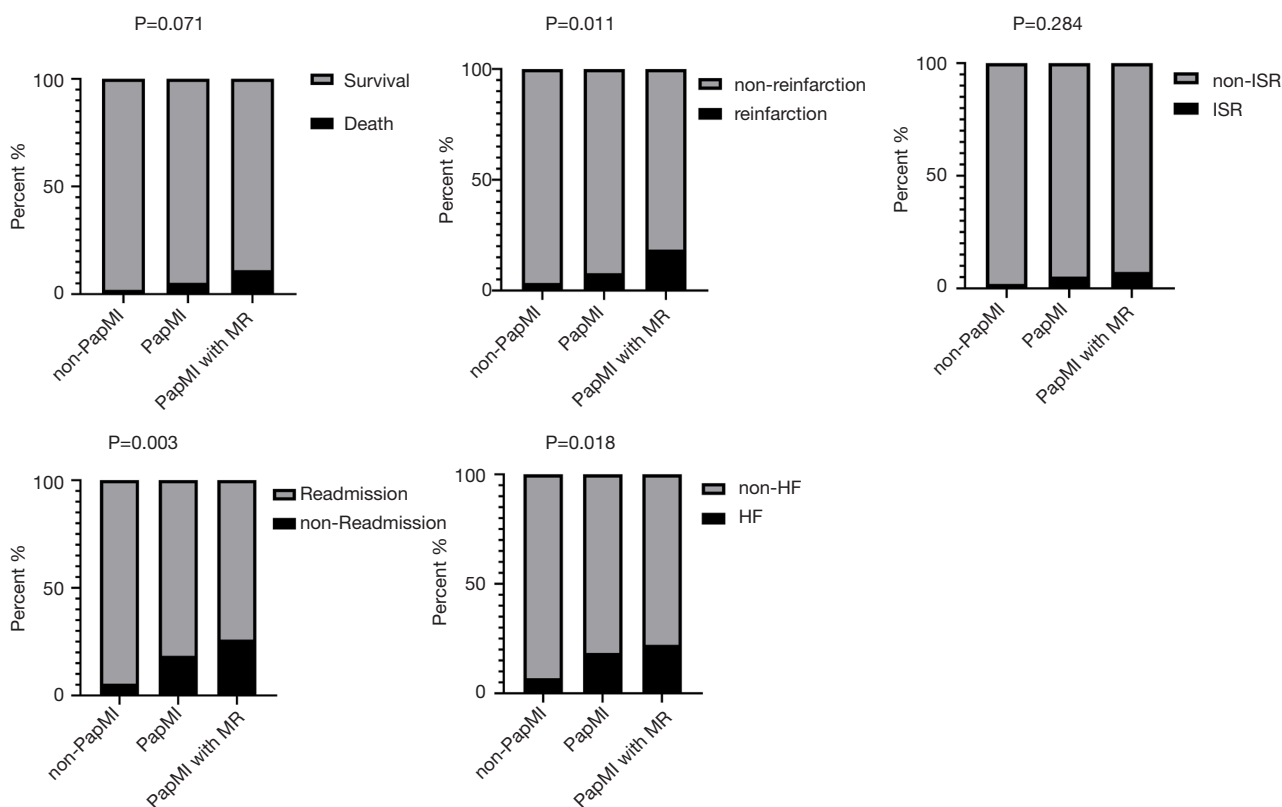 P=0.071
100
50
0
Percent %
Survival
Death
non-PapMI
PapMI
PapMI with MR
P=0.011
100
50
0
Percent %
non-reinfarction
reinfarction
non-PapMI
PapMI
PapMI with MR
P=0.284
100
50
0
Percent %
non-ISR
ISR
non-PapMI
PapMI
PapMI with MR
P=0.003
100
50
0
Percent %
Readmission
non-Readmission
non-PapMI
PapMI
PapMI with MR
P=0.018
100
50
0
Percent %
non-HF
HF
non-PapMI
PapMI
PapMI with MR